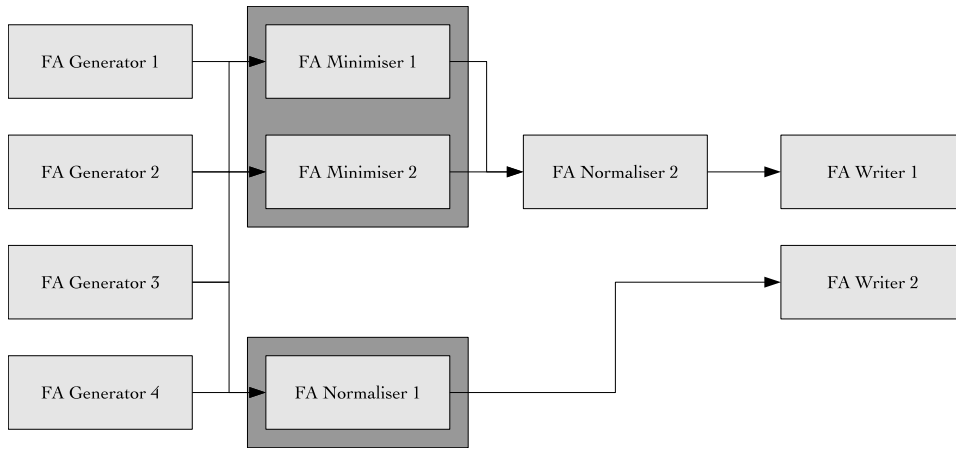 FA Generator 1
FA Minimiser 1
FA Generator 2
FA Minimiser 2
FA Normaliser 2
FA Writer 1
FA Generator 3
FA Writer 2
FA Generator 4
FA Normaliser 1